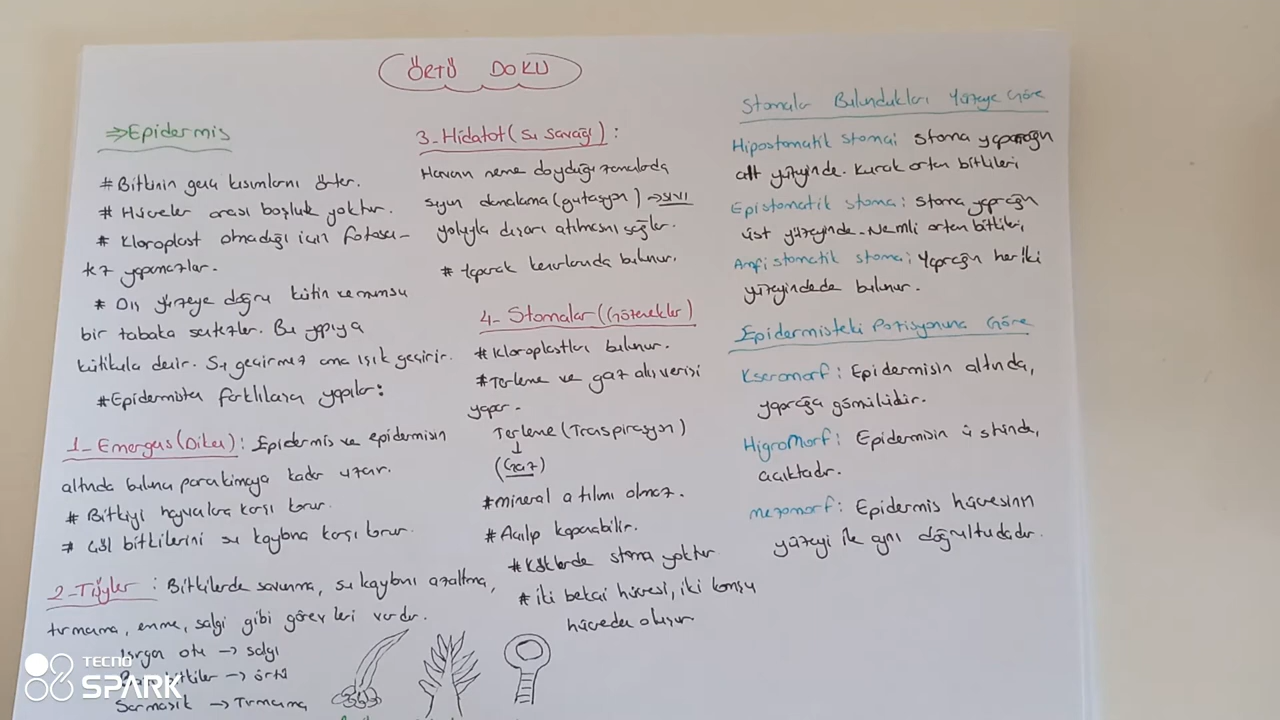 ÖRTÜ DOKU
⇒Epidermis
# Bitkinin genç kısımlarını örter.
# Hücreler arası boşluk yoktur.
# Kloroplast olmadığı için fotosen-
tez yapamazlar.
# Dış yüzeye doğru kütin ve mumsu
bir tabaka sentezler. Bu yapıya
kütikula denir. Su geçirmez ama ışık geçirir.
#Epidermisten farklılaşan yapılar:
1- Emergens(Diken): Epidermis ve epidermisin
altında bulunan parankimaya kadar uzanır.
# Bitkiyi hayvanlara karşı korur.
# Çöl bitkilerini su kaybına karşı korur.
2-Tüyler: Bitkilerde savunma, su kaybını azaltma,
tırmanma, emme, salgı gibi görevleri vardır.
Isırgan otu → salgı
bitkiler → örtü
Sarmaşık → Tırmanma
3-Hidatot(su savağı):
Havanın neme doyduğu zamanlarda
suyun damlama(gutasyon) →sıvı
yoluyla dışarı atılmasını sağlar.
# Yaprak kenarlarında bulunur.
4- Stomalar(Gözenekler)
# Kloroplastları bulunur.
#Terleme ve gaz alışverişi
yapar.
Terleme(Traspirasyon)
↓
(Gaz)
#mineral atılımı olmaz.
# Açılıp kapanabilir.
#Köklerde stoma yoktur
# iki bekçi hücresi, iki komşu
hücreden oluşur.
Stomalar Bulundukları Yüzeye Göre
Hipostomatik stoma: Stoma yaprağın
alt yüzeyinde. Kurak ortam bitkileri
Epistomatik stoma: Stoma yaprağın
üst yüzeyinde. Nemli ortam bitkileri
Amfistomatik stoma: Yaprağın her iki
yüzeyindede bulunur.
Epidermisteki Pozisyonuna Göre
Kseromorf: Epidermisin altında,
yaprağa gömülüdür.
HigroMorf: Epidermisin üstünde,
açıktadır.
mezomorf: Epidermis hücresinin
yüzeyi ile aynı doğrultudadır.
TECNO
SPARK